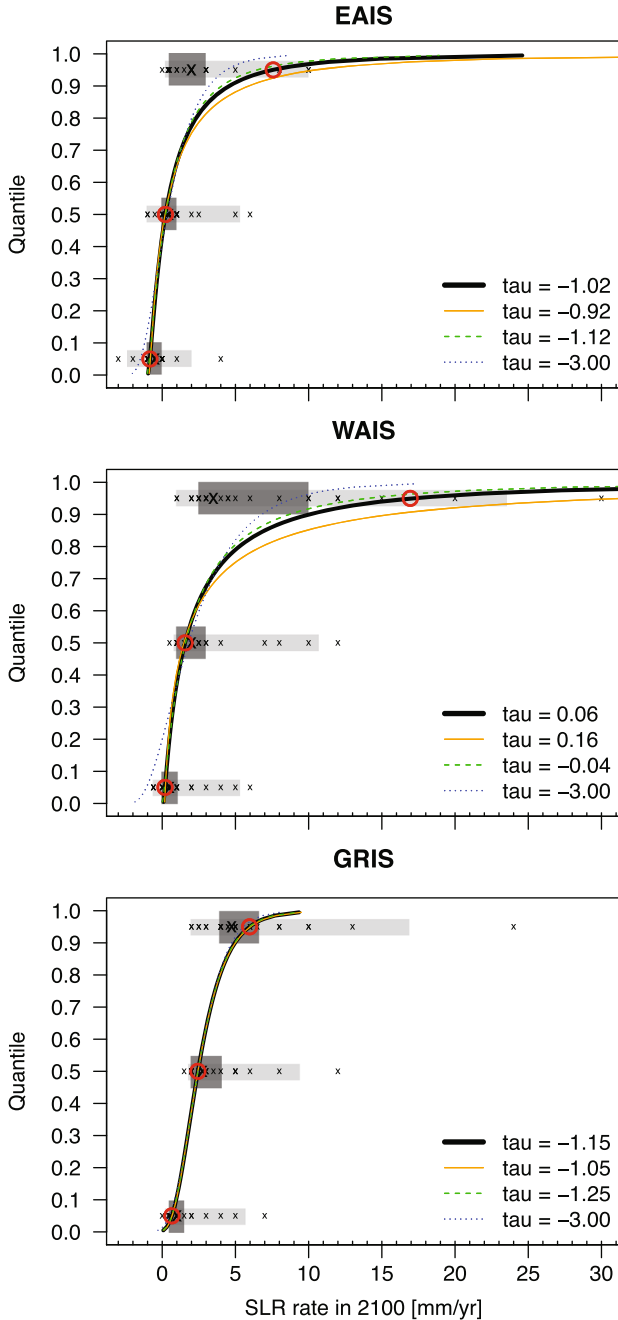 EAIS
1.0
0.9
0.8
0.7
0.6
0.5
0.4
0.3
0.2
0.1
0.0
Quantile
tau = −1.02
tau = −0.92
tau = −1.12
tau = −3.00
WAIS
1.0
0.9
0.8
0.7
0.6
0.5
0.4
0.3
0.2
0.1
0.0
Quantile
tau = 0.06
tau = 0.16
tau = −0.04
tau = −3.00
GRIS
1.0
0.9
0.8
0.7
0.6
0.5
0.4
0.3
0.2
0.1
0.0
Quantile
tau = −1.15
tau = −1.05
tau = −1.25
tau = −3.00
0 5 10 15 20 25 30
SLR rate in 2100 [mm/yr]